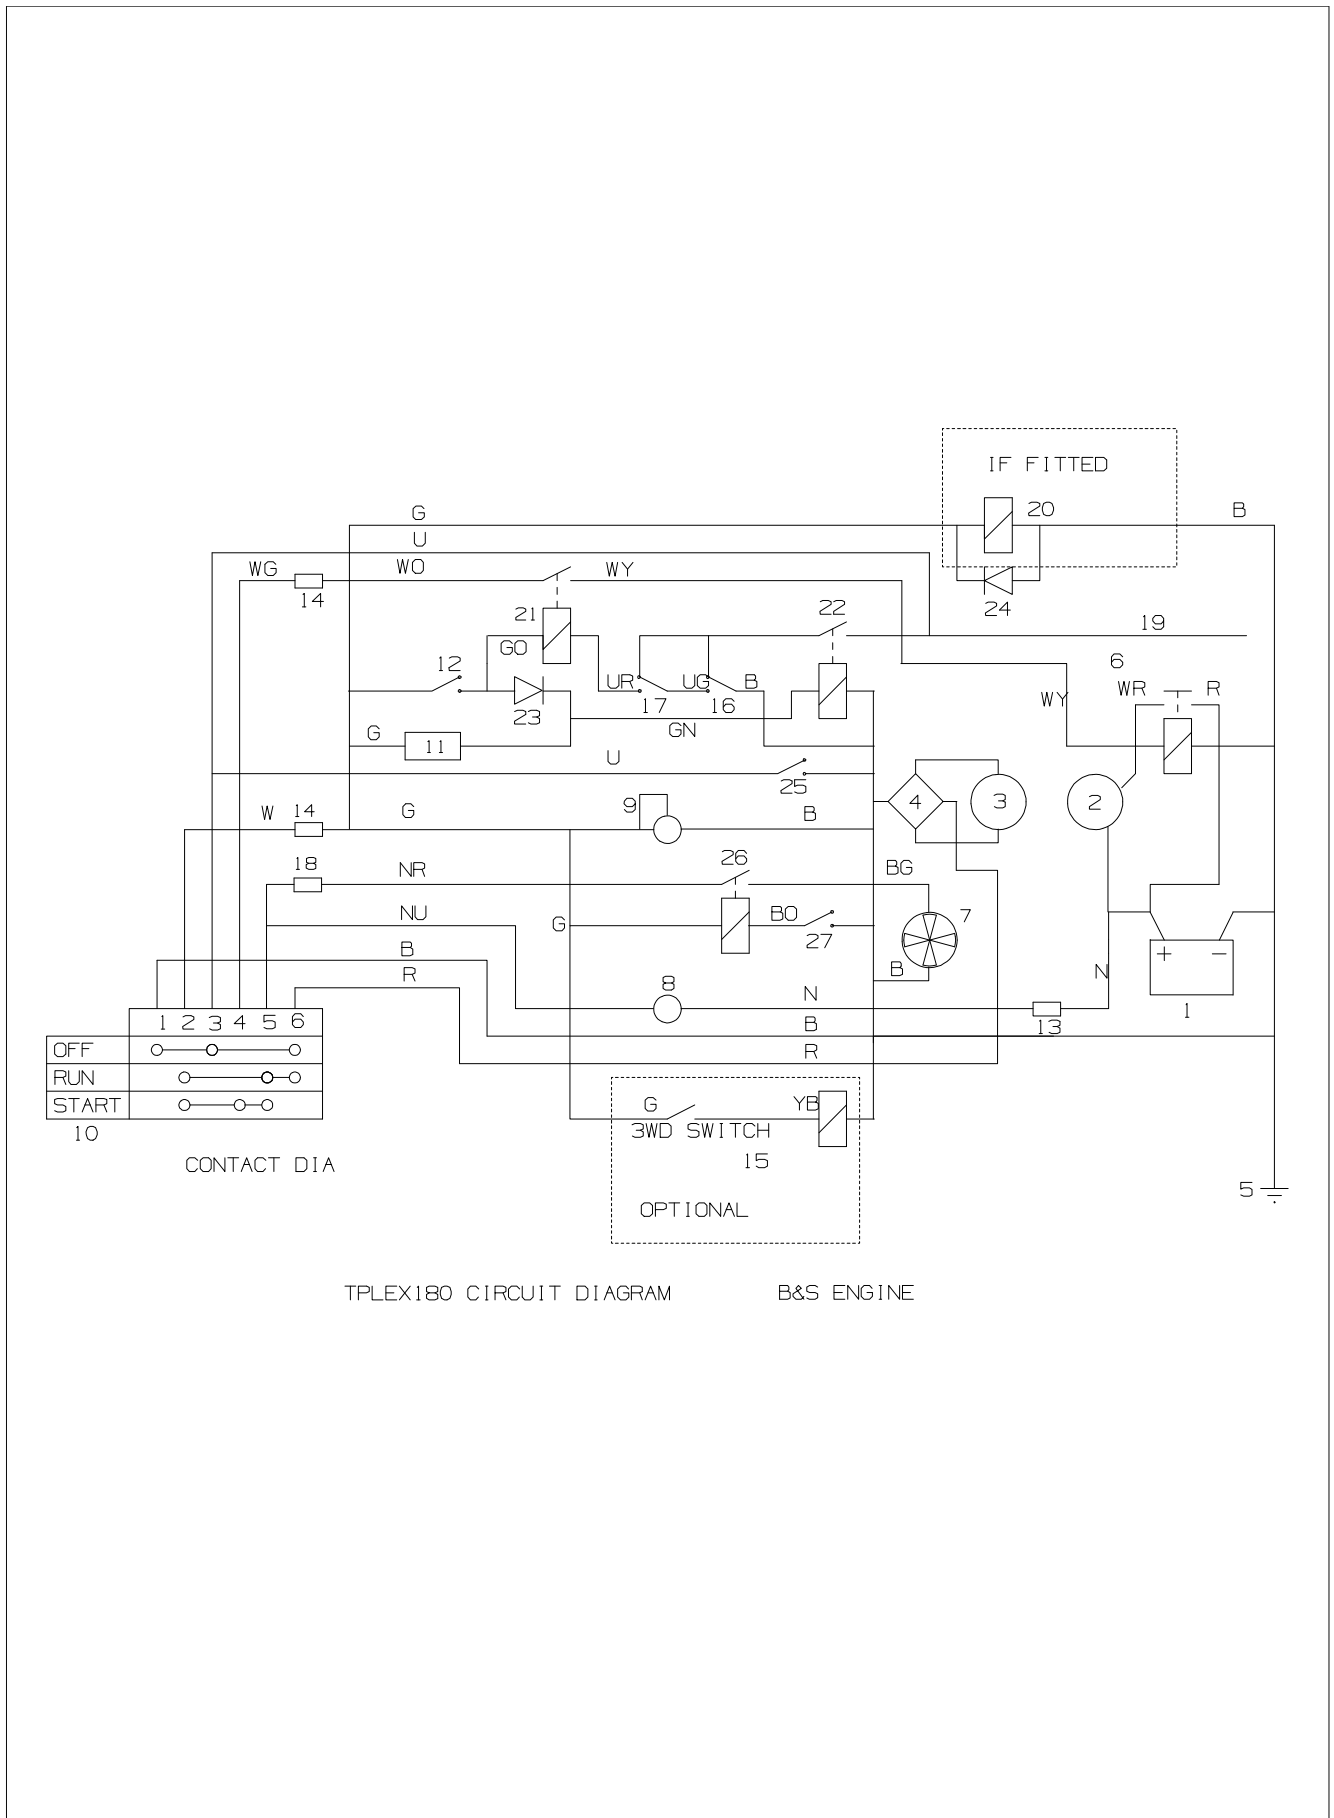 IF FITTED
G
20
B
U
WG
WO
WY
14
24
21
22
19
GO
12
6
UR
UG
B
WR
R
17
16
WY
23
GN
G
11
U
25
4
3
2
W
14
G
9
B
18
NR
26
BG
NU
G
BO
27
7
B
R
B
N
8
N
13
1
B
R
1 2 3 4 5 6
OFF
RUN
START
10
G
YB
3WD SWITCH
15
CONTACT DIA
5
OPTIONAL
TPLEX180 CIRCUIT DIAGRAM
B&S ENGINE
+
−